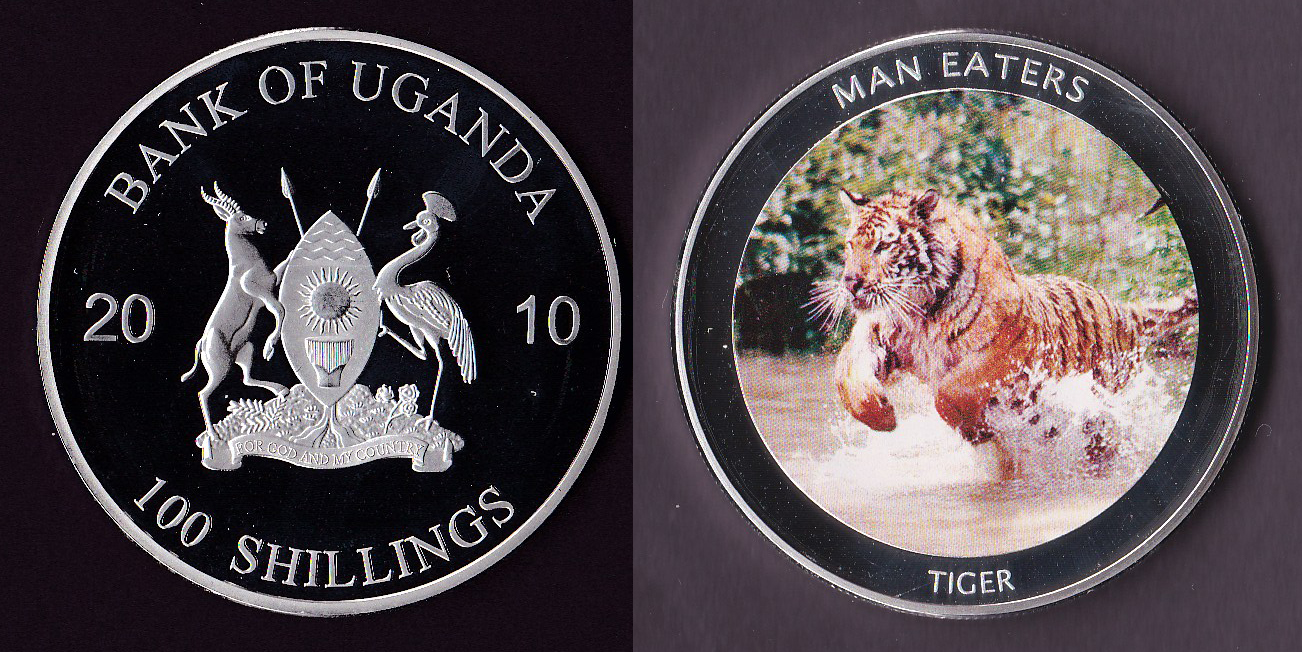 BANK OF UGANDA
20 10
FOR GOD AND MY COUNTRY
100 SHILLINGS
MAN EATERS
TIGER